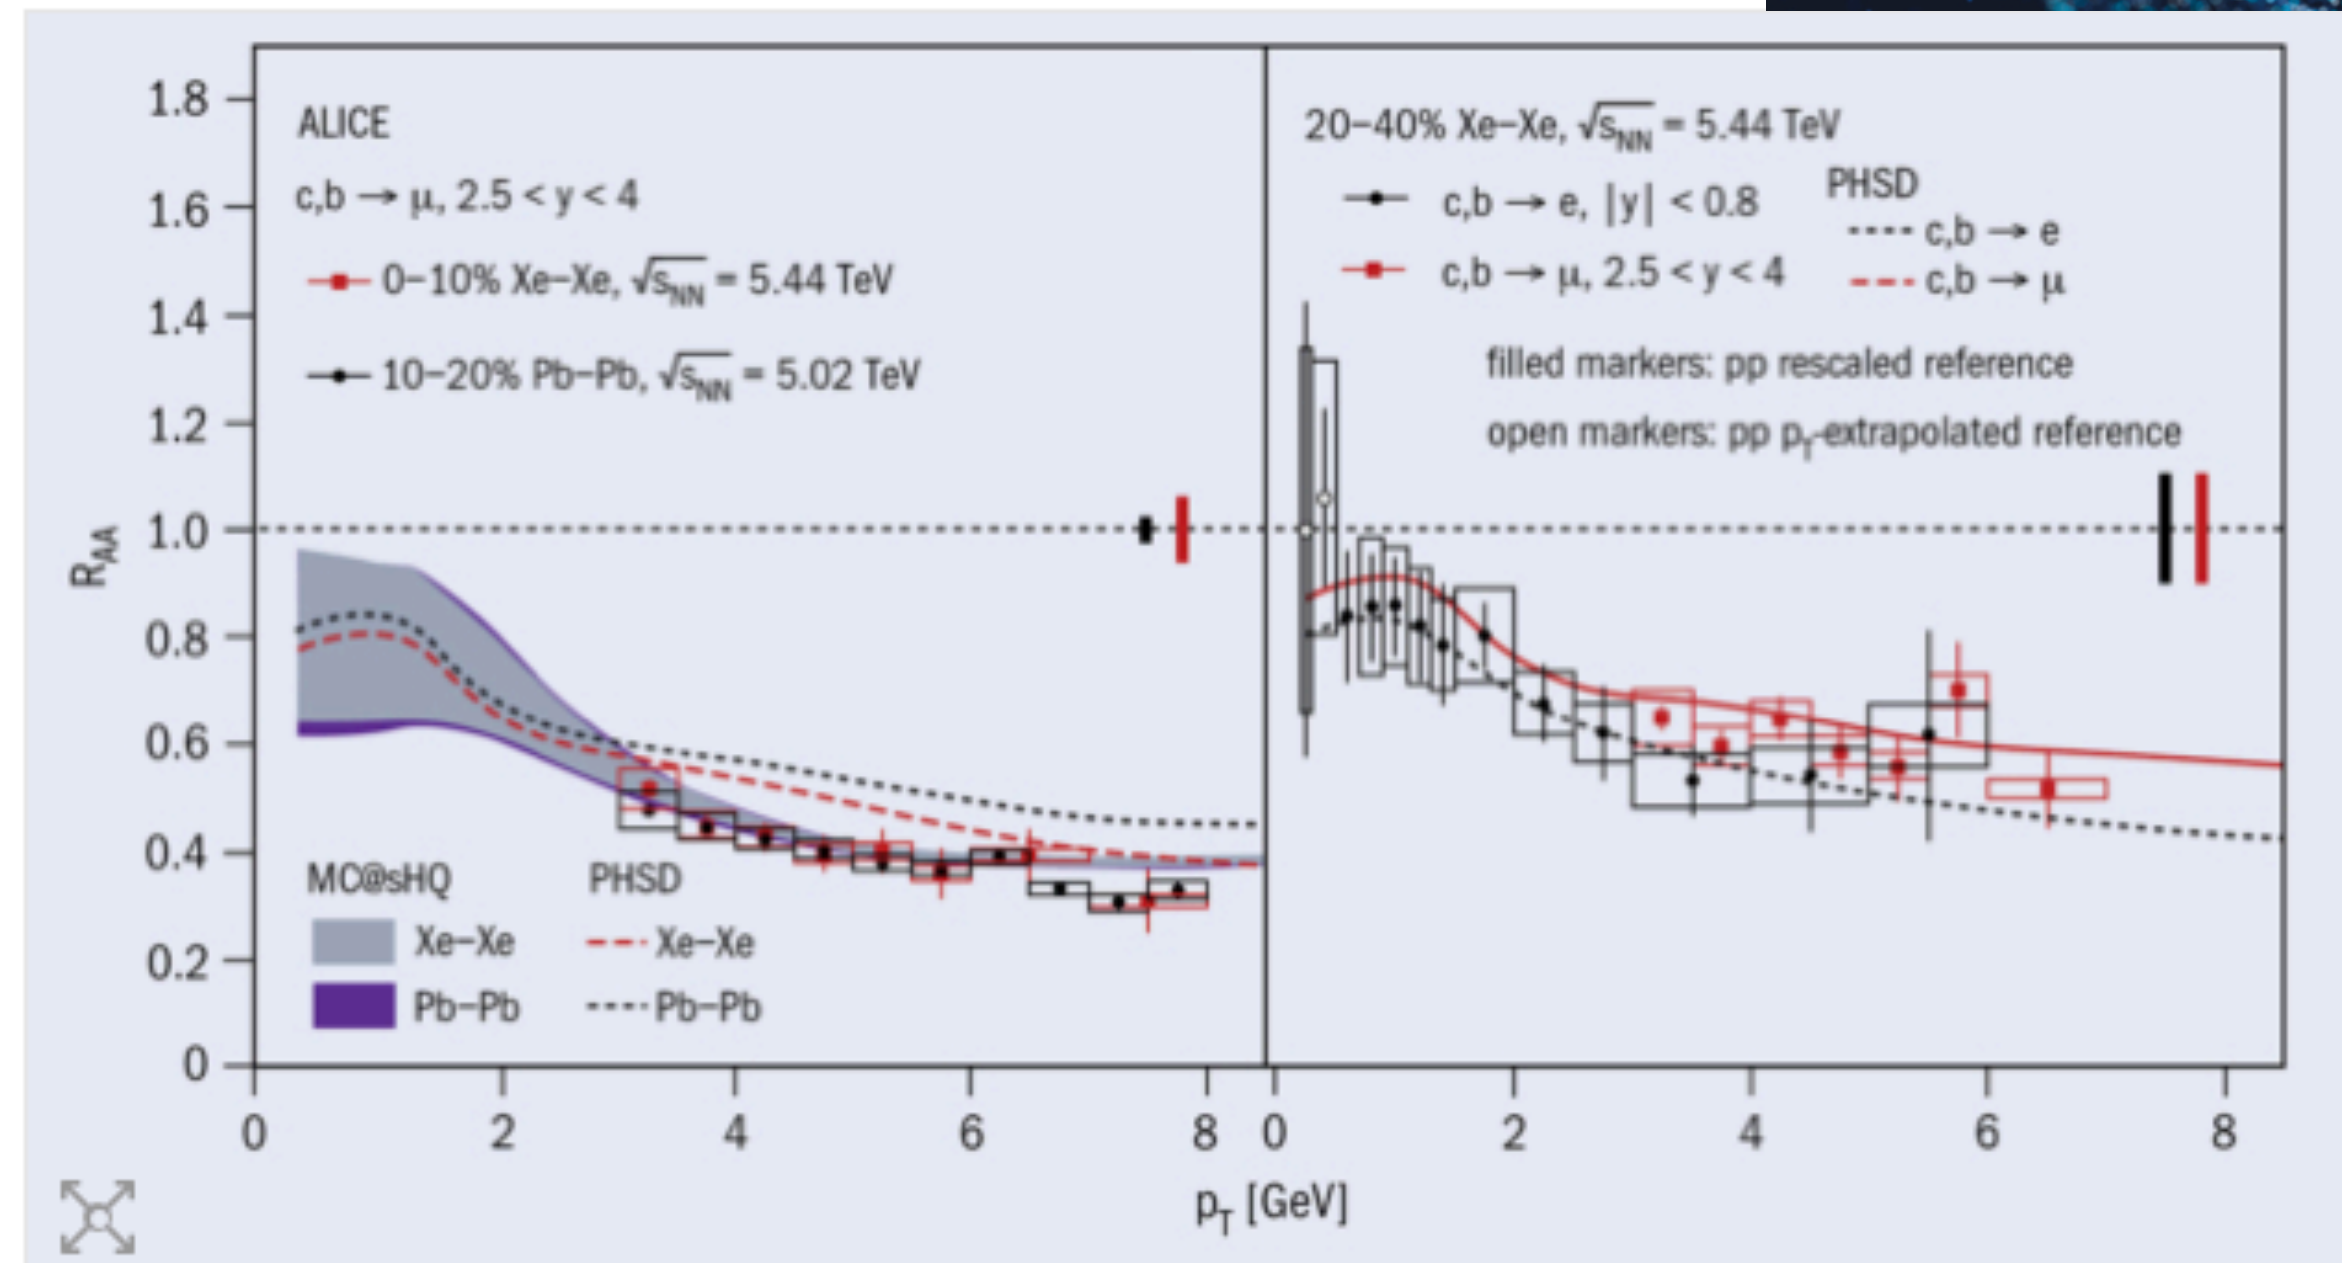 ALICE
c,b → μ, 2.5 < y < 4
0–10% Xe–Xe, √sNN = 5.44 TeV
10–20% Pb–Pb, √sNN = 5.02 TeV
MC@sHQ
PHSD
Xe–Xe
Xe–Xe
Pb–Pb
Pb–Pb
20–40% Xe–Xe, √sNN = 5.44 TeV
c,b → e, |y| < 0.8
c,b → μ, 2.5 < y < 4
PHSD
c,b → e
c,b → μ
filled markers: pp rescaled reference
open markers: pp pT-extrapolated reference
RAA
1.8
1.6
1.4
1.2
1.0
0.8
0.6
0.4
0.2
0
0 2 4 6 8 0 2 4 6 8
pT [GeV]